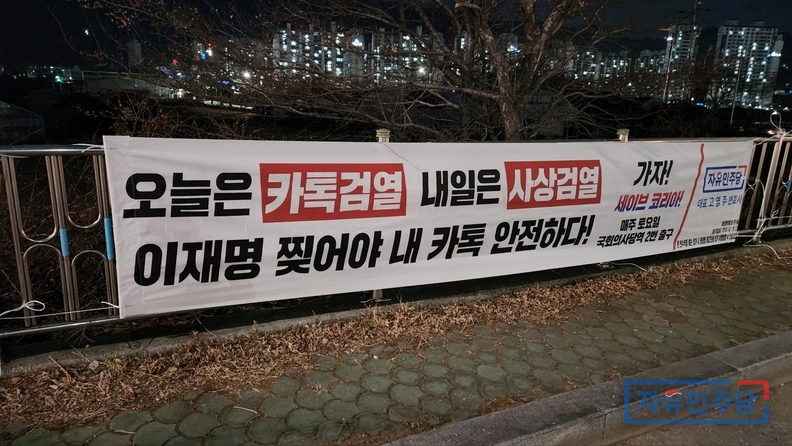 오늘은 카톡검열 내일은 사상검열
이재명 찢어야 내 카톡 안전하다!
가자!
세이브 코리아!
매주 토요일
국회의사당역 2번 출구
자유민주당
대표 고영주 변호사
자유민주당